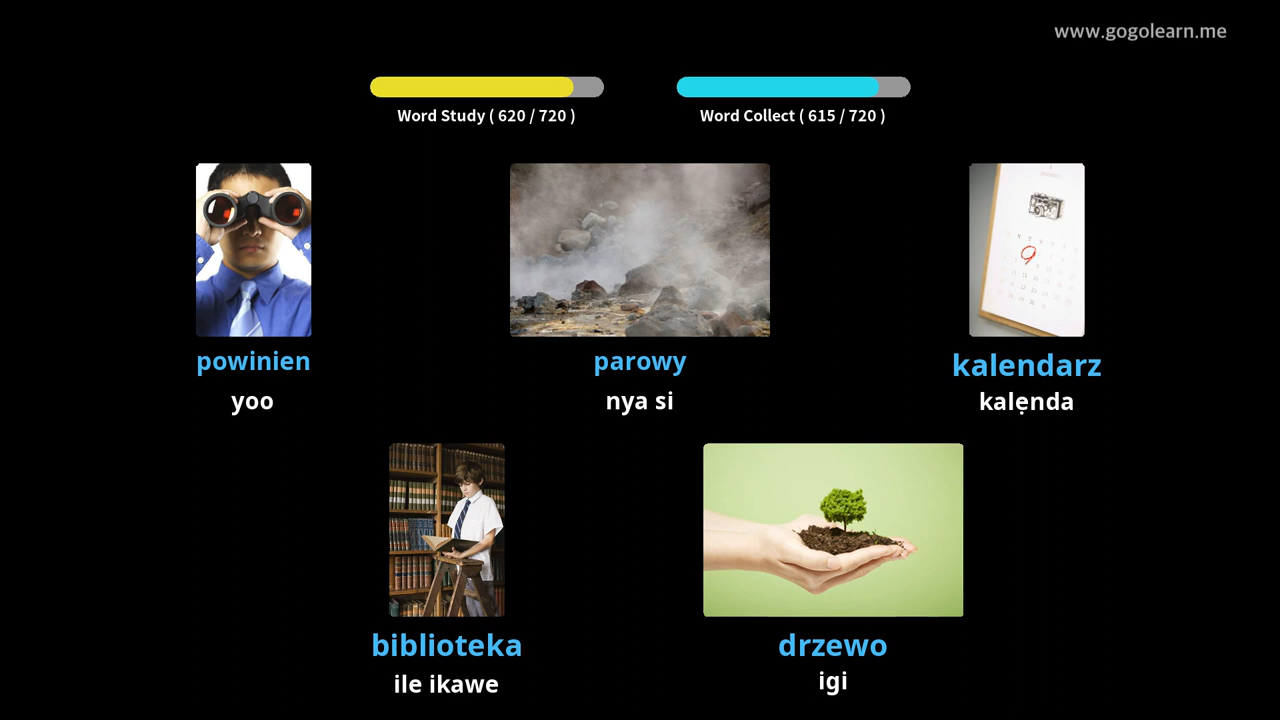 www.gogolearn.me
Word Study ( 620 / 720 )
Word Collect ( 615 / 720 )
powinien
yoo
parowy
nya si
kalendarz
kalẹnda
biblioteka
ile ikawe
drzewo
igi